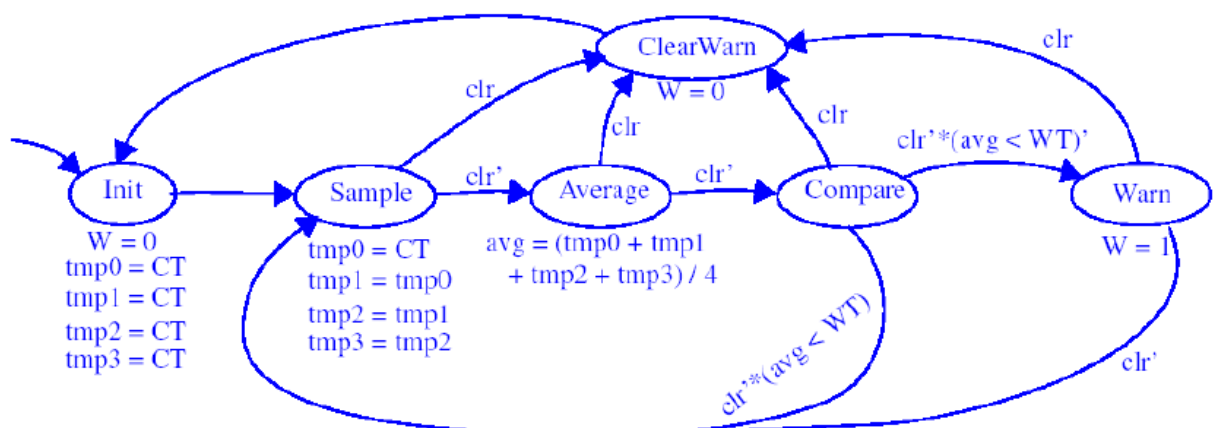 ClearWarn
W = 0
clr
clr
clr
clr
clr'*(avg < WT)'
Init
Sample
clr'
Average
clr'
Compare
Warn
W = 0
tmp0 = CT
tmp1 = CT
tmp2 = CT
tmp3 = CT
tmp0 = CT
tmp1 = tmp0
tmp2 = tmp1
tmp3 = tmp2
avg = (tmp0 + tmp1
+ tmp2 + tmp3) / 4
W = 1
clr'*(avg < WT)
clr'